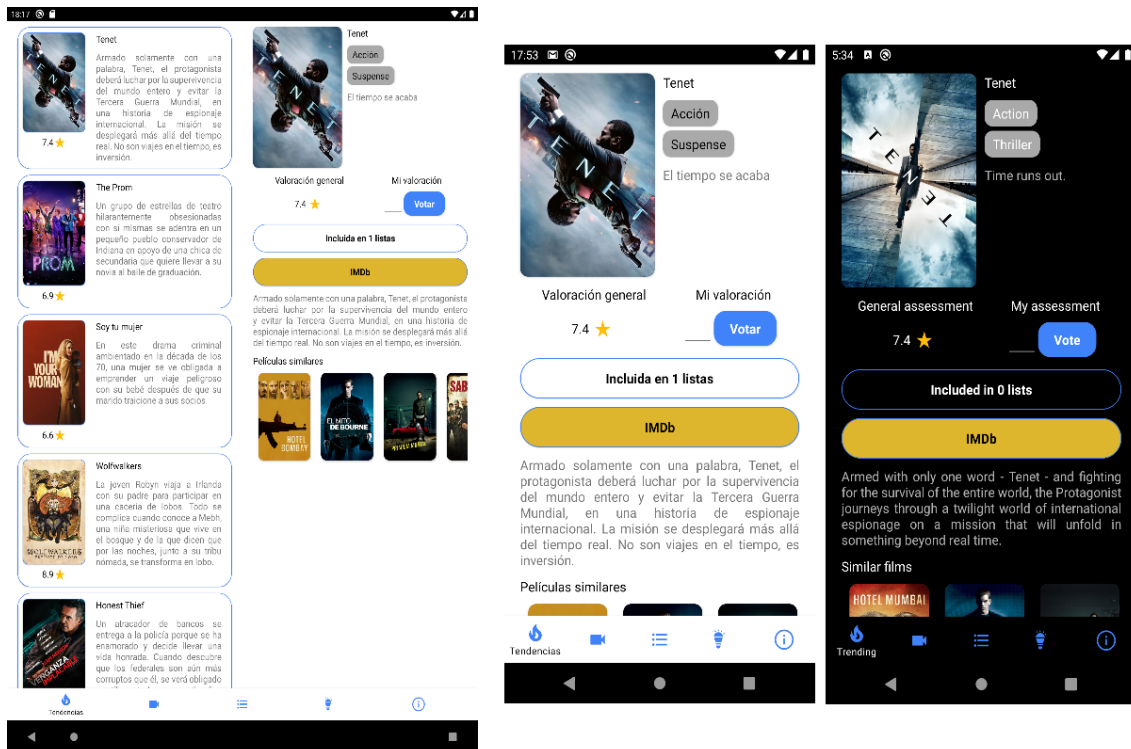 18:17
Tenet
Armado solamente con una
palabra, Tenet, el protagonista
deberá luchar por la supervivencia
del mundo entero y evitar la
Tercera Guerra Mundial, en
una historia de espionaje
internacional. La misión se
desplegará más allá del tiempo
real. No son viajes en el tiempo, es
inversión.
TENET
7.4
The Prom
Un grupo de estrellas de teatro
hilarantemente obsesionadas
con sí mismas se adentra en un
pequeño pueblo conservador de
Indiana en apoyo de una chica de
secundaria que quiere llevar a su
novia al baile de graduación.
PROM
6.9
Soy tu mujer
En este drama criminal
ambientado en la década de los
70, una mujer se ve obligada a
emprender un viaje peligroso
con su bebé después de que su
marido traicione a sus socios.
I'M
YOUR
WOMAN
6.6
Wolfwalkers
La joven Robyn viaja a Irlanda
con su padre para participar en
una cacería de lobos. Todo se
complica cuando conoce a Mebh,
una niña misteriosa que vive en
el bosque y de la que dicen que
por las noches, junto a su tribu
nómada, se transforma en lobo.
WOLFWALKERS
8.9
Honest Thief
Un atracador de bancos se
entrega a la policía porque se ha
enamorado y decide llevar una
vida honrada. Cuando descubre
que los federales son aún más
corruptos que él, se verá obligado
VENGANZA
IMPLACABLE
Tenet
Acción
Suspense
El tiempo se acaba
TENET
Valoración general
Mi valoración
7.4
Votar
Incluida en 1 listas
IMDb
Armado solamente con una palabra, Tenet, el protagonista
deberá luchar por la supervivencia del mundo entero
y evitar la Tercera Guerra Mundial, en una historia de
espionaje internacional. La misión se desplegará más allá
del tiempo real. No son viajes en el tiempo, es inversión.
Películas similares
HOTEL
BOMBAY
EL MITO
DE BOURNE
SAB
Tendencias
17:53
Tenet
Acción
Suspense
El tiempo se acaba
TENET
Valoración general
Mi valoración
7.4
Votar
Incluida en 1 listas
IMDb
Armado solamente con una palabra, Tenet, el
protagonista deberá luchar por la supervivencia
del mundo entero y evitar la Tercera Guerra
Mundial, en una historia de espionaje
internacional. La misión se desplegará más allá
del tiempo real. No son viajes en el tiempo, es
inversión.
Películas similares
Tendencias
5:34
Tenet
Action
Thriller
Time runs out.
TENET
General assessment
My assessment
7.4
Vote
Included in 0 lists
IMDb
Armed with only one word - Tenet - and fighting
for the survival of the entire world, the Protagonist
journeys through a twilight world of international
espionage on a mission that will unfold in
something beyond real time.
Similar films
HOTEL MUMBAI
Trending